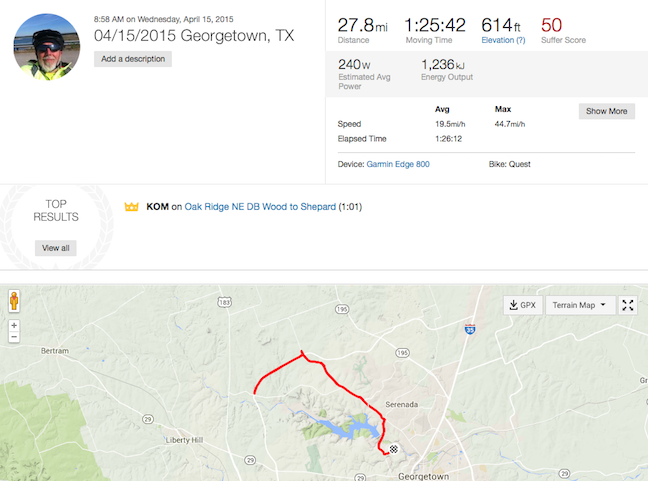 8:58 AM on Wednesday, April 15, 2015
04/15/2015 Georgetown, TX
Add a description
27.8mi
1:25:42
614ft
50
Distance
Moving Time
Elevation (?)
Suffer Score
240W
1,236kJ
Estimated Avg Power
Energy Output
Avg
Max
Show More
Speed
19.5mi/h
44.7mi/h
Elapsed Time
1:26:12
Device: Garmin Edge 800
Bike: Quest
TOP
RESULTS
View all
KOM on Oak Ridge NE DB Wood to Shepard (1:01)
GPX
Terrain Map
+
−
183
195
35
Bertram
195
29
Serenada
29
Liberty Hill
29
Georgetown